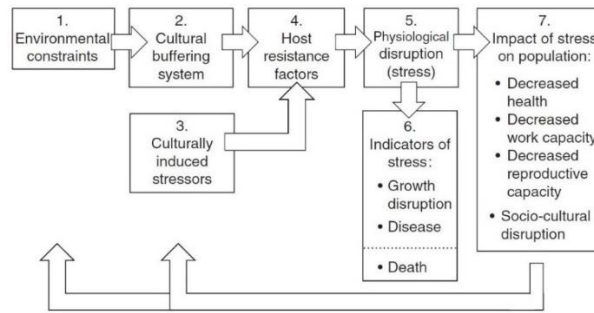 1.
Environmental
constraints
2.
Cultural
buffering
system
3.
Culturally
induced
stressors
4.
Host
resistance
factors
5.
Physiological
disruption
(stress)
6.
Indicators of
stress:
• Growth
disruption
• Disease
• Death
7.
Impact of stress
on population:
• Decreased
health
• Decreased
work capacity
• Decreased
reproductive
capacity
• Socio-cultural
disruption